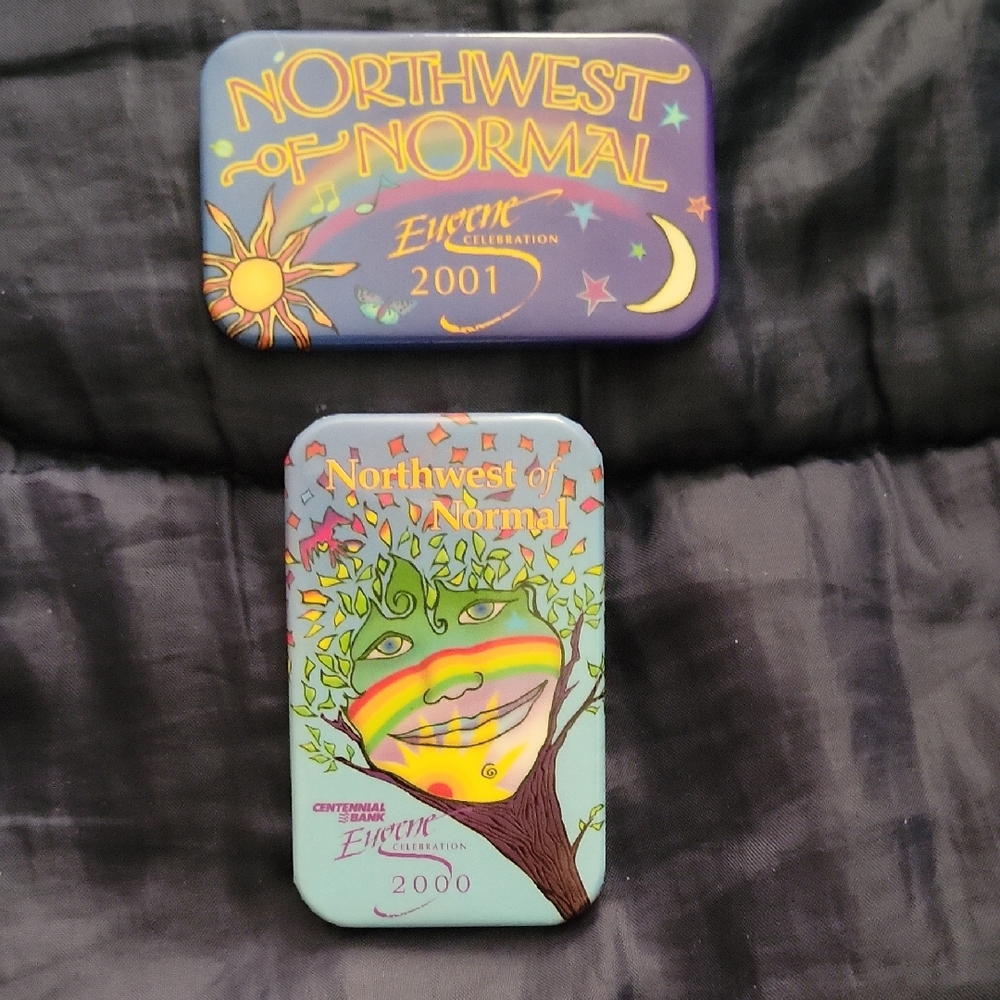 NORTHWEST
OF NORMAL
Eugene
CELEBRATION
2001
Northwest of
Normal
CENTENNIAL
BANK
Eugene
CELEBRATION
2000